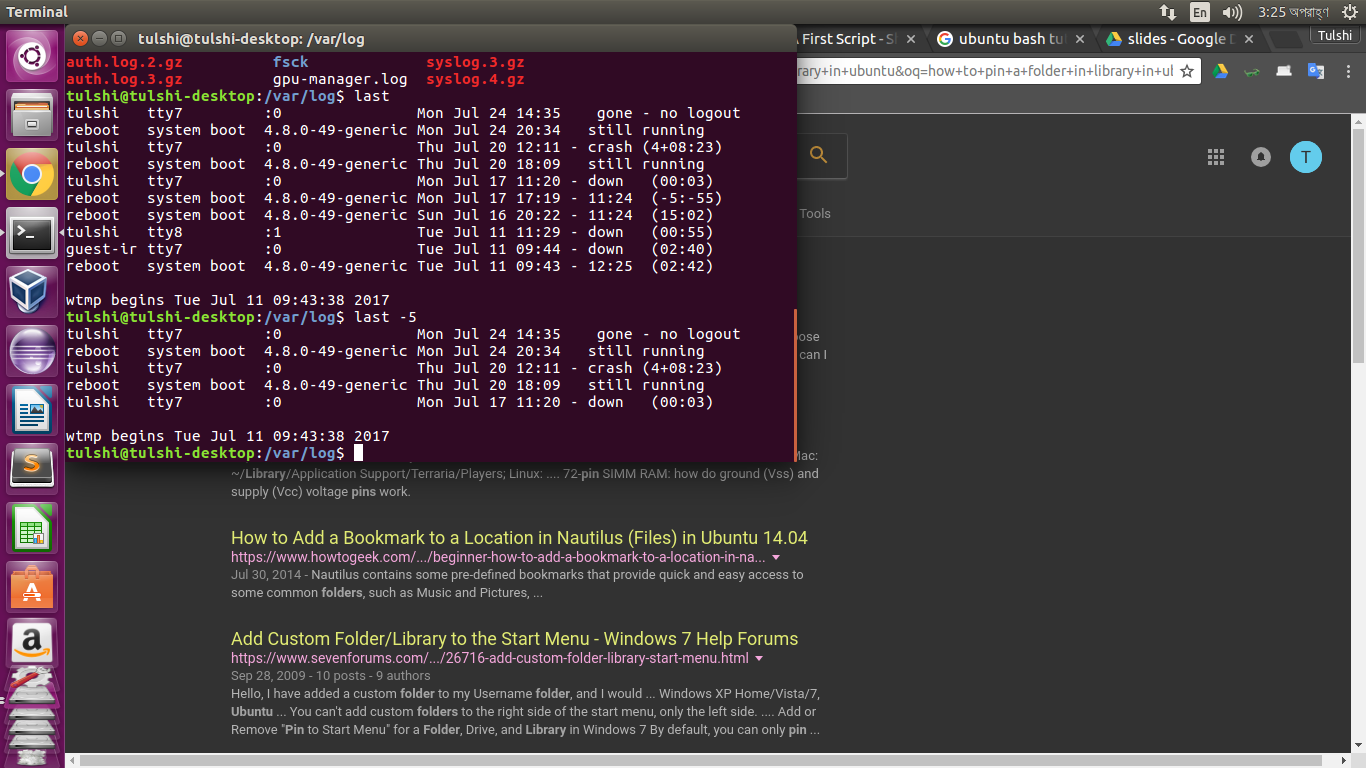 Terminal
En
3:25 অপরাহ্ণ
tulshi@tulshi-desktop: /var/log
First Script - S
ubuntu bash tu
slides - Google D
Tulshi
rary+in+ubuntu&oq=how+to+pin+a+folder+in+library+in+ul
auth.log.2.gz fsck syslog.3.gz
auth.log.3.gz gpu-manager.log syslog.4.gz
tulshi@tulshi-desktop:/var/log$ last
tulshi tty7 :0 Mon Jul 24 14:35 gone - no logout
reboot system boot 4.8.0-49-generic Mon Jul 24 20:34 still running
tulshi tty7 :0 Thu Jul 20 12:11 - crash (4+08:23)
reboot system boot 4.8.0-49-generic Thu Jul 20 18:09 still running
tulshi tty7 :0 Mon Jul 17 11:20 - down (00:03)
reboot system boot 4.8.0-49-generic Mon Jul 17 17:19 - 11:24 (-5:-55)
reboot system boot 4.8.0-49-generic Sun Jul 16 20:22 - 11:24 (15:02)
tulshi tty8 :1 Tue Jul 11 11:29 - down (00:55)
guest-ir tty7 :0 Tue Jul 11 09:44 - down (02:40)
reboot system boot 4.8.0-49-generic Tue Jul 11 09:43 - 12:25 (02:42)
wtmp begins Tue Jul 11 09:43:38 2017
tulshi@tulshi-desktop:/var/log$ last -5
tulshi tty7 :0 Mon Jul 24 14:35 gone - no logout
reboot system boot 4.8.0-49-generic Mon Jul 24 20:34 still running
tulshi tty7 :0 Thu Jul 20 12:11 - crash (4+08:23)
reboot system boot 4.8.0-49-generic Thu Jul 20 18:09 still running
tulshi tty7 :0 Mon Jul 17 11:20 - down (00:03)
wtmp begins Tue Jul 11 09:43:38 2017
tulshi@tulshi-desktop:/var/log$
T
Tools
ose
can I
Mac:
~/Library/Application Support/Terraria/Players; Linux: .... 72-pin SIMM RAM: how do ground (Vss) and
supply (Vcc) voltage pins work.
How to Add a Bookmark to a Location in Nautilus (Files) in Ubuntu 14.04
https://www.howtogeek.com/.../beginner-how-to-add-a-bookmark-to-a-location-in-na...
Jul 30, 2014 - Nautilus contains some pre-defined bookmarks that provide quick and easy access to
some common folders, such as Music and Pictures, ...
Add Custom Folder/Library to the Start Menu - Windows 7 Help Forums
https://www.sevenforums.com/.../26716-add-custom-folder-library-start-menu.html
Sep 28, 2009 - 10 posts - 9 authors
Hello, I have added a custom folder to my Username folder, and I would ... Windows XP Home/Vista/7,
Ubuntu ... You can't add custom folders to the right side of the start menu, only the left side. .... Add or
Remove "Pin to Start Menu" for a Folder, Drive, and Library in Windows 7 By default, you can only pin ...